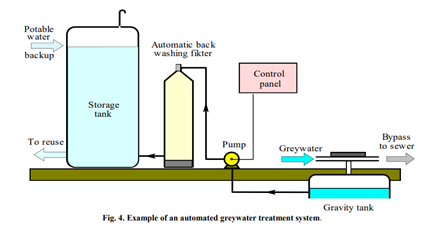 Potable
water
backup
Automatic back
washing fikter
Control
panel
Storage
tank
To reuse
Pump
Greywater
Bypass
to sewer
Gravity tank
Fig. 4. Example of an automated greywater treatment system.